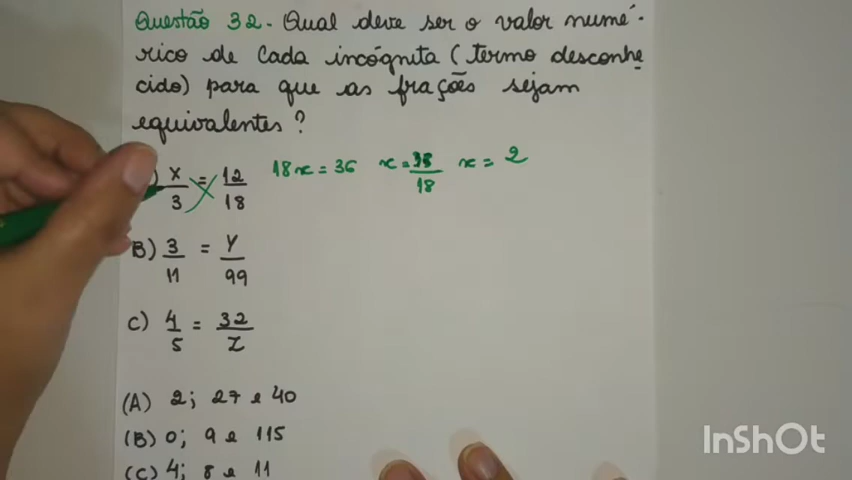 Questão 32. Qual deve ser o valor numé-
rico de Cada incógnita (termo desconhe
cido) para que as frações sejam
equivalentes?
) x/3 = 12/18 18x = 36 x = 36/18 x = 2
B) 3/11 = Y/99
C) 4/5 = 32/Z
(A) 2; 27 e 40
(B) 0; 9 e 115
(C) 4; 8 e 11
InShOt